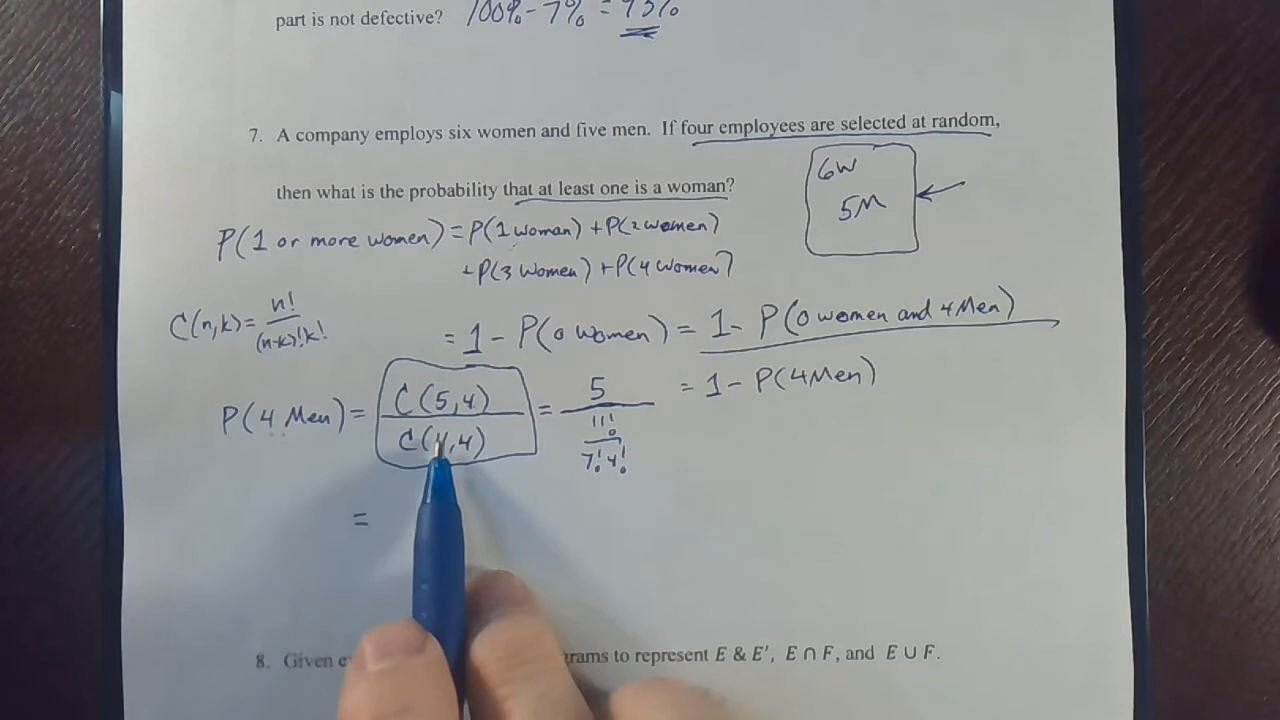 part is not defective? 100% - 7% = 93%
7. A company employs six women and five men. If four employees are selected at random,
then what is the probability that at least one is a woman?
6W
5M
P(1 or more women) = P(1 woman) + P(2 women)
+ P(3 women) + P(4 women)
C(n,k) = n! / (n-k)!k!
= 1 - P(0 women) = 1 - P(0 women and 4 Men)
= 1 - P(4 Men)
P(4 Men) = C(5,4) / C(11,4) = 5 / (11! / 7!4!)
=
8. Given e grams to represent E & E′, E ∩ F, and E ∪ F.